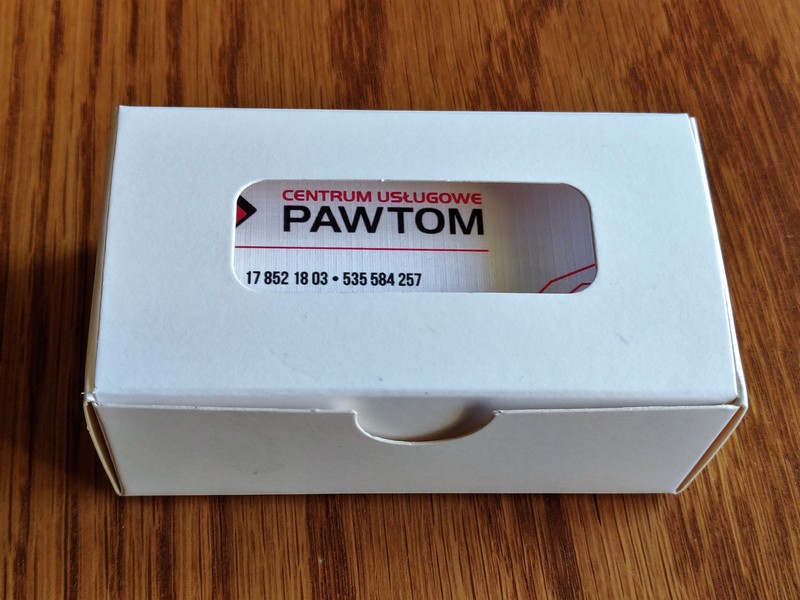 CENTRUM USŁUGOWE
PAWTOM
17 852 18 03 • 535 584 257